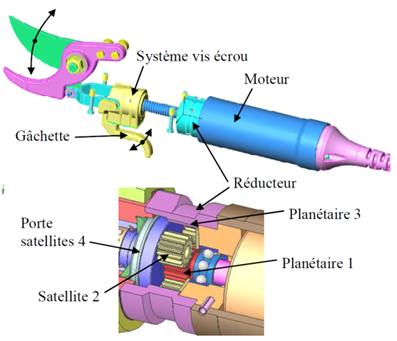 Système vis écrou
Moteur
Gâchette
Réducteur
Planétaire 3
Porte
satellites 4
Planétaire 1
Satellite 2